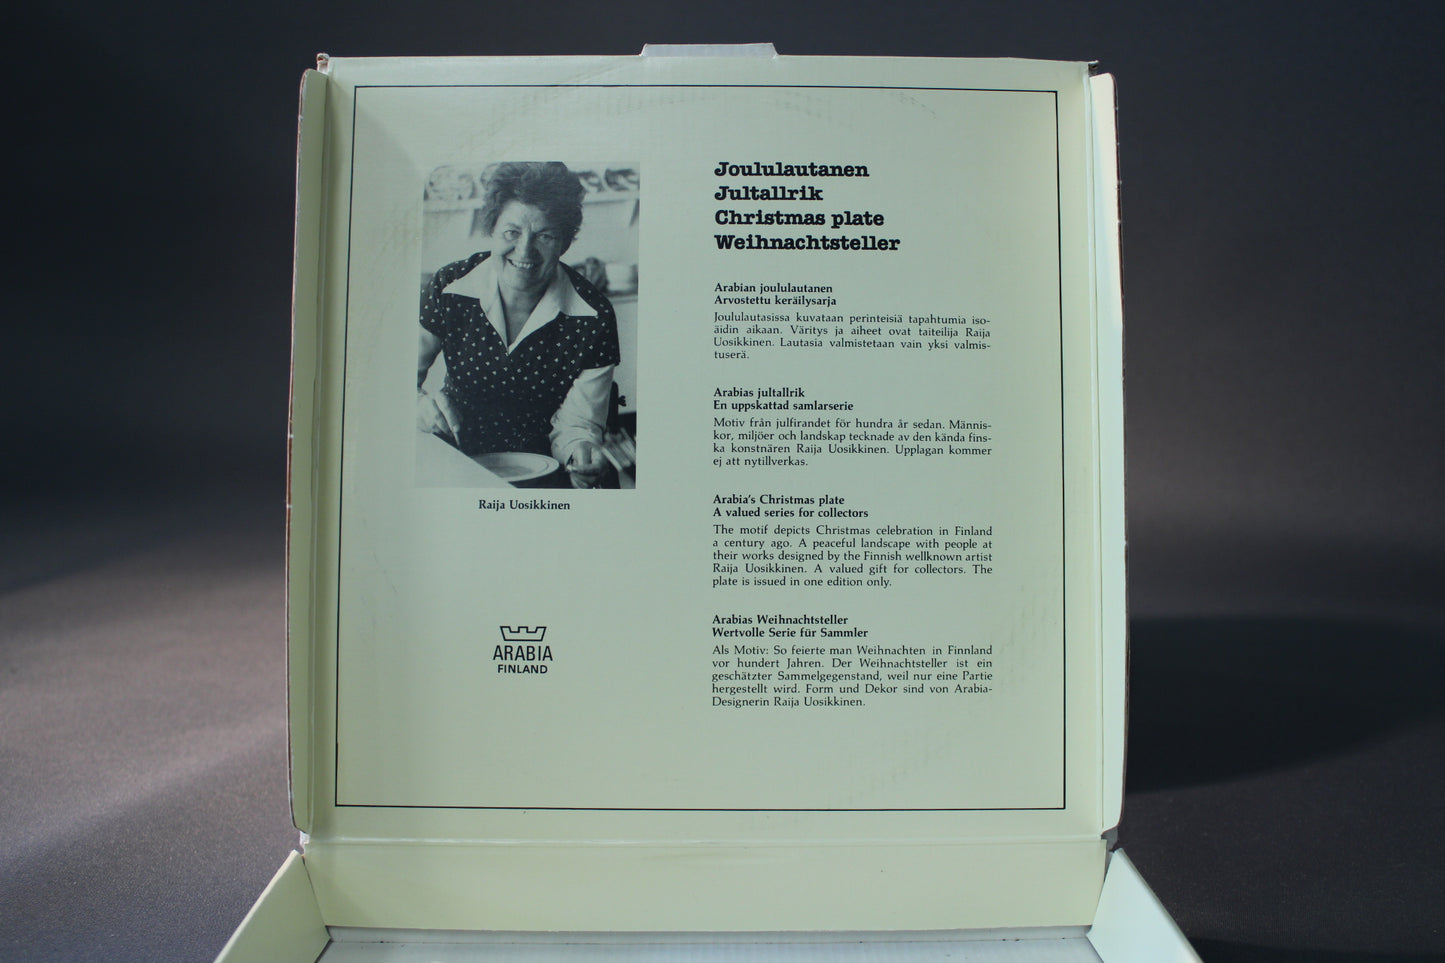 Joululautanen
Jultallrik
Christmas plate
Weihnachtsteller
Arabian joululautanen
Arvostettu keräilysarja
Joululautasissa kuvataan perinteisiä tapahtumia iso-
äidin aikaan. Väritys ja aiheet ovat taiteilija Raija
Uosikkinen. Lautasia valmistetaan vain yksi valmis-
tuserä.
Arabias jultallrik
En uppskattad samlarserie
Motiv från julfirandet för hundra år sedan. Männis-
kor, miljöer och landskap tecknade av den kända fins-
ka konstnären Raija Uosikkinen. Upplagan kommer
ej att nytillverkas.
Arabia's Christmas plate
A valued series for collectors
The motif depicts Christmas celebration in Finland
a century ago. A peaceful landscape with people at
their works designed by the Finnish wellknown artist
Raija Uosikkinen. A valued gift for collectors. The
plate is issued in one edition only.
Arabias Weihnachtsteller
Wertvolle Serie für Sammler
Als Motiv: So feierte man Weihnachten in Finnland
vor hundert Jahren. Der Weihnachtsteller ist ein
geschätzter Sammelgegenstand, weil nur eine Partie
hergestellt wird. Form und Dekor sind von Arabia-
Designerin Raija Uosikkinen.
Raija Uosikkinen
ARABIA
FINLAND